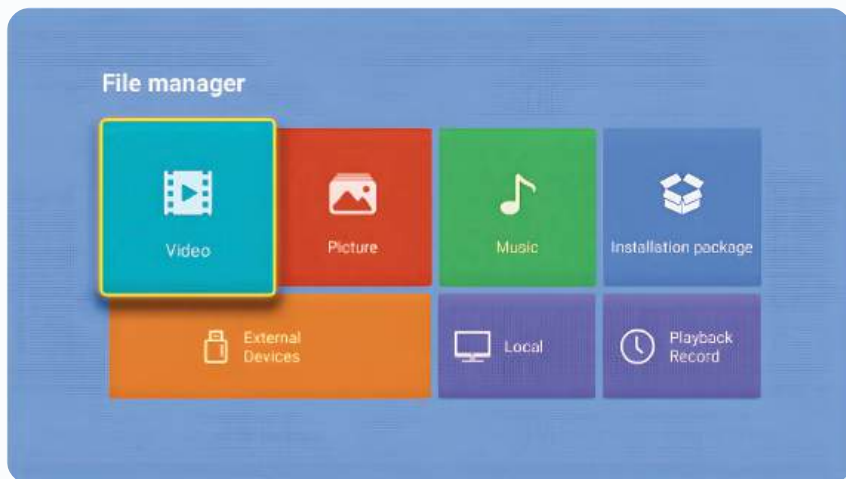 File manager
Video
Picture
Music
Installation package
External
Devices
Local
Playback
Record